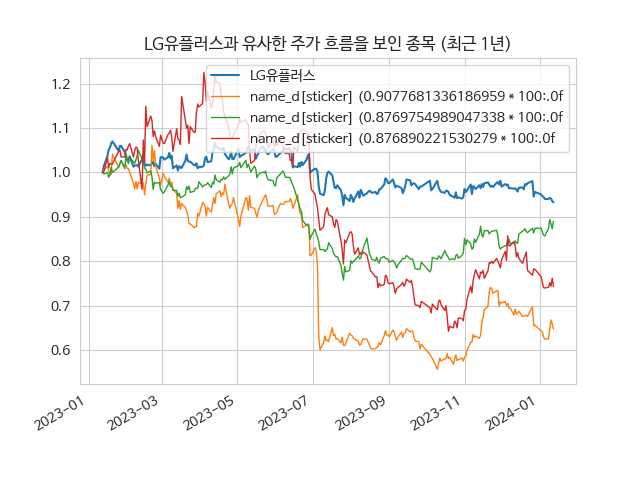 LG유플러스과 유사한 주가 흐름을 보인 종목 (최근 1년)
LG유플러스
name_d[sticker] (0.9077681336186959 * 100:.0f
name_d[sticker] (0.8769754989047338 * 100:.0f
name_d[sticker] (0.876890221530279 * 100:.0f
1.2
1.1
1.0
0.9
0.8
0.7
0.6
2023-01
2023-03
2023-05
2023-07
2023-09
2023-11
2024-01